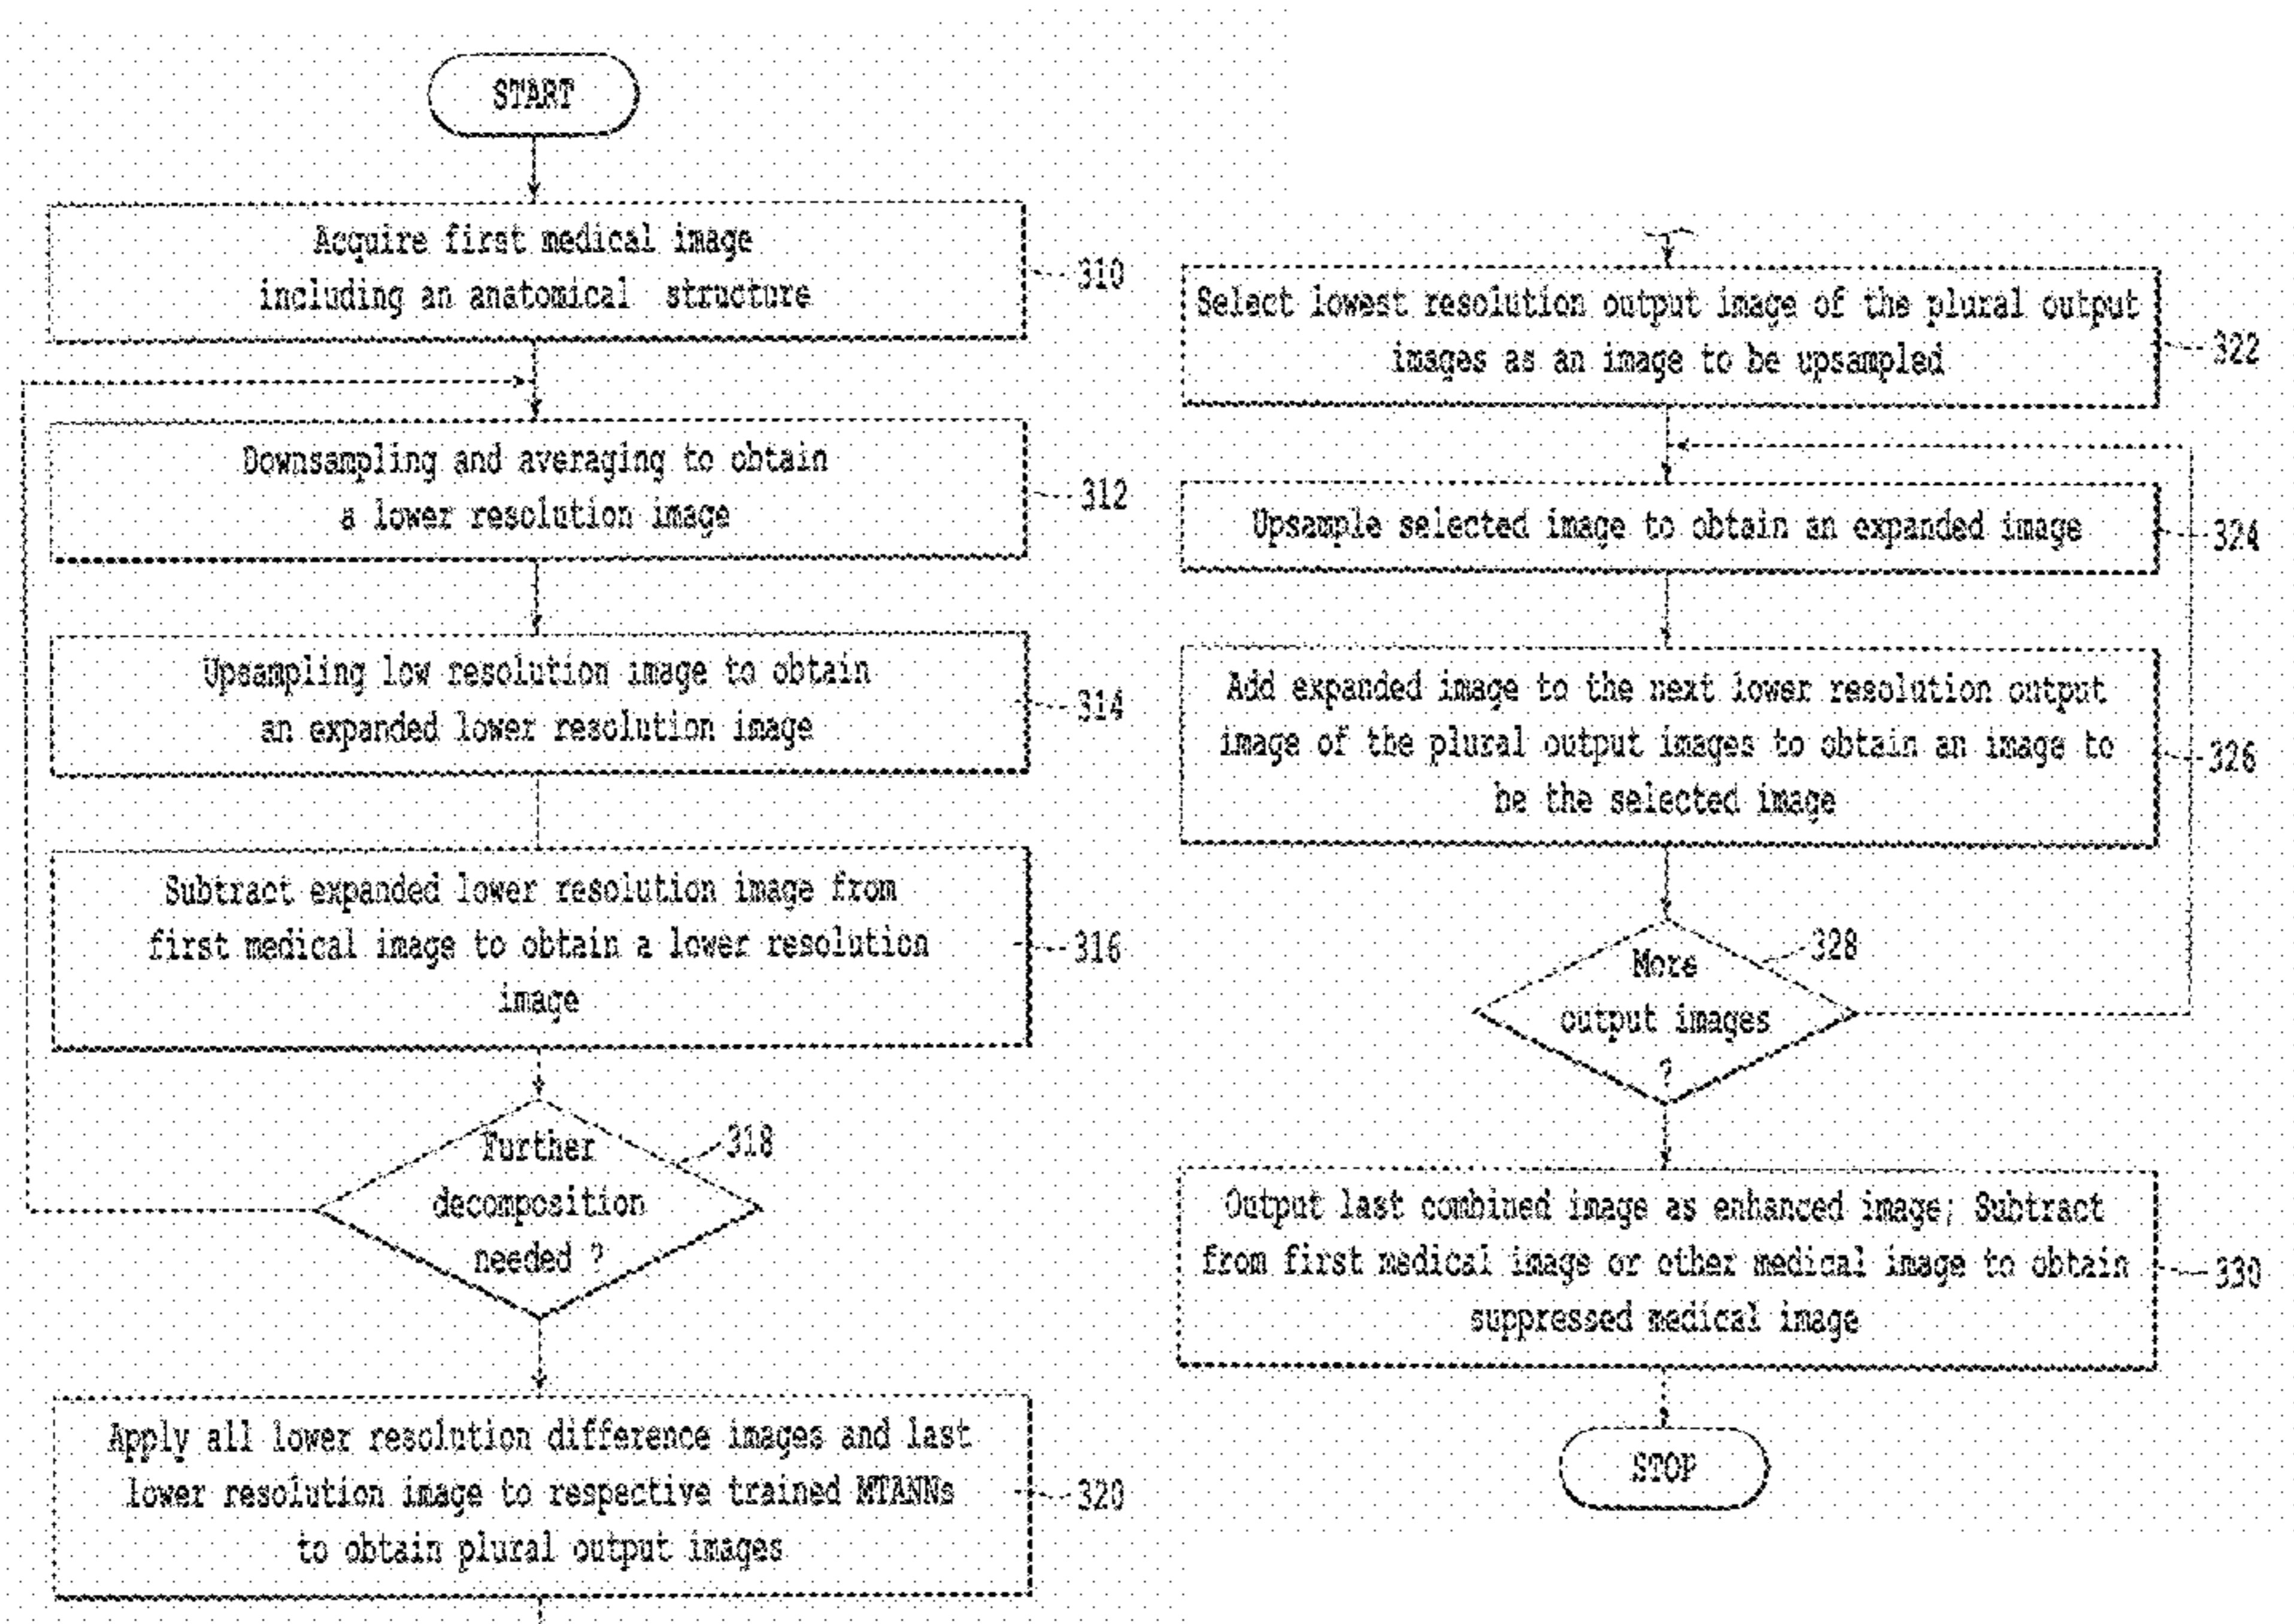 START
Acquire first medical image
including an anatomical structure
310
Downsampling and averaging to obtain
a lower resolution image
312
Upsampling low resolution image to obtain
an expanded lower resolution image
314
Subtract expanded lower resolution image from
first medical image to obtain a lower resolution
image
316
Further
decomposition
needed ?
318
Apply all lower resolution difference images and last
lower resolution image to respective trained MTANNs
to obtain plural output images
320
Select lowest resolution output image of the plural output
images as an image to be upsampled
322
Upsample selected image to obtain an expanded image
324
Add expanded image to the next lower resolution output
image of the plural output images to obtain an image to
be the selected image
326
More
output images
?
328
Output last combined image as enhanced image; Subtract
from first medical image or other medical image to obtain
suppressed medical image
330
STOP